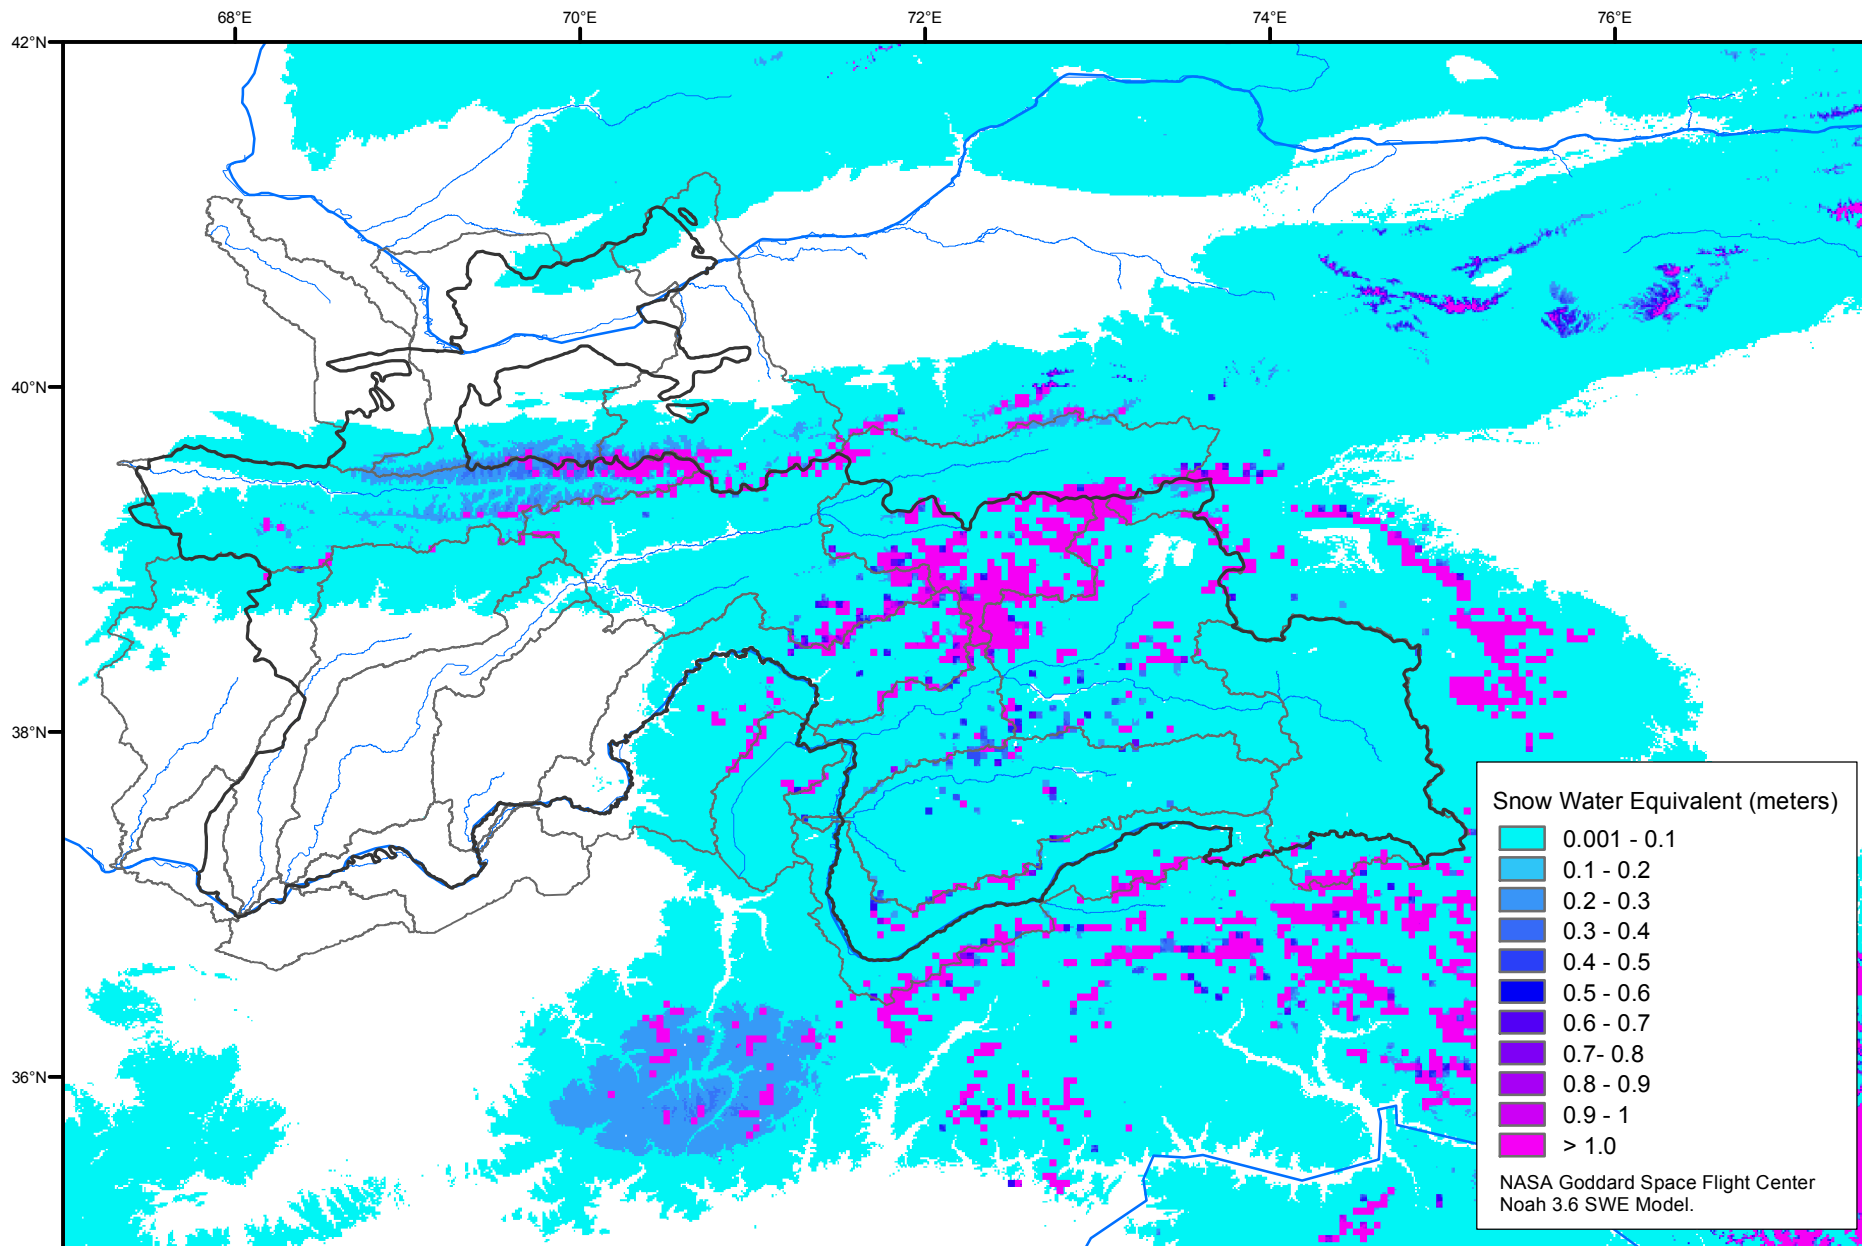 68°E
70°E
72°E
74°E
76°E
42°N
40°N
38°N
36°N
Snow Water Equivalent (meters)
0.001 - 0.1
0.1 - 0.2
0.2 - 0.3
0.3 - 0.4
0.4 - 0.5
0.5 - 0.6
0.6 - 0.7
0.7- 0.8
0.8 - 0.9
0.9 - 1
> 1.0
NASA Goddard Space Flight Center
Noah 3.6 SWE Model.